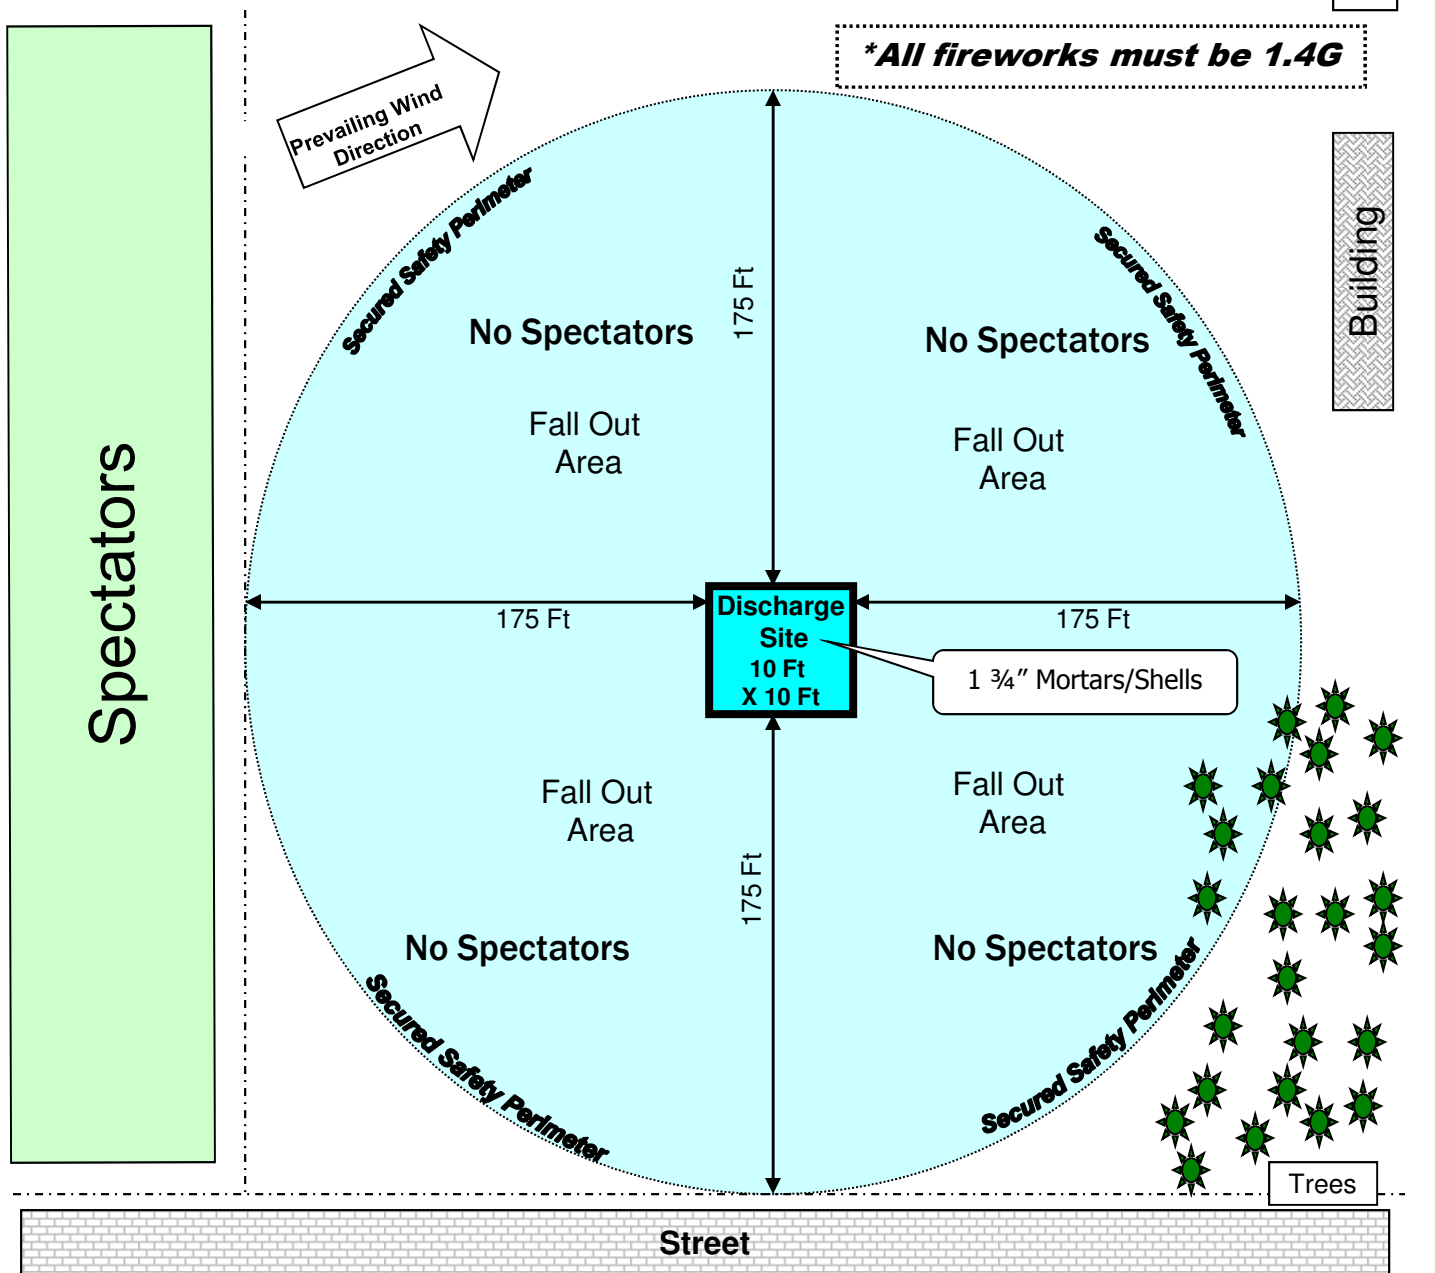 *All fireworks must be 1.4G
Prevailing Wind
Direction
Secured Safety Perimeter
Secured Safety Perimeter
Building
175 Ft
No Spectators
No Spectators
Fall Out
Area
Fall Out
Area
Spectators
175 Ft
Discharge
Site
10 Ft
X 10 Ft
175 Ft
1 ¾” Mortars/Shells
Fall Out
Area
Fall Out
Area
175 Ft
No Spectators
No Spectators
Secured Safety Perimeter
Secured Safety Perimeter
Trees
Street